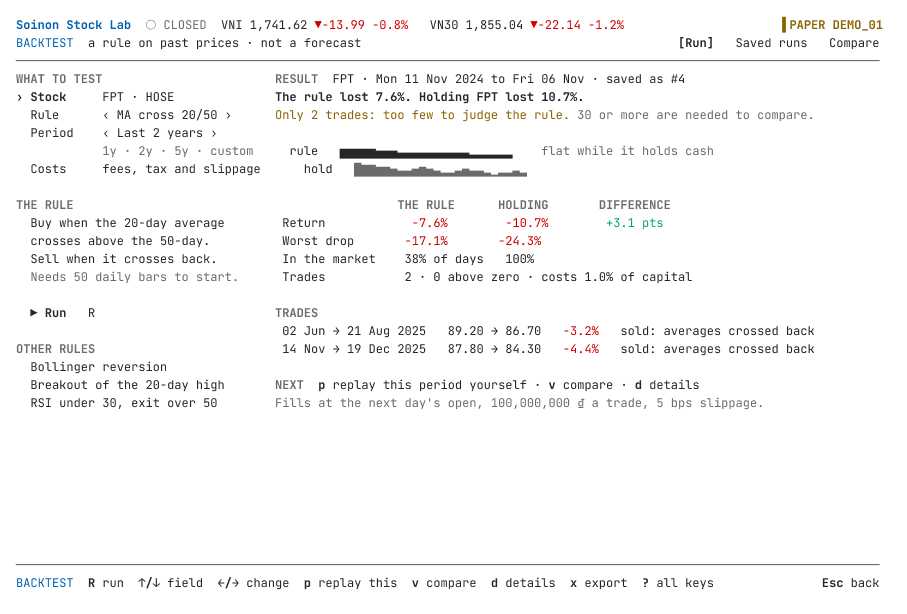 Soinon Stock Lab ○ CLOSED VNI 1,741.62 ▼-13.99 -0.8% VN30 1,855.04 ▼-22.14 -1.2% PAPER DEMO_01
BACKTEST a rule on past prices · not a forecast [Run] Saved runs Compare
WHAT TO TEST
› Stock FPT · HOSE
Rule ‹ MA cross 20/50 ›
Period ‹ Last 2 years ›
1y · 2y · 5y · custom
Costs fees, tax and slippage
THE RULE
Buy when the 20-day average
crosses above the 50-day.
Sell when it crosses back.
Needs 50 daily bars to start.
► Run R
OTHER RULES
Bollinger reversion
Breakout of the 20-day high
RSI under 30, exit over 50
RESULT FPT · Mon 11 Nov 2024 to Fri 06 Nov · saved as #4
The rule lost 7.6%. Holding FPT lost 10.7%.
Only 2 trades: too few to judge the rule. 30 or more are needed to compare.
rule flat while it holds cash
hold
THE RULE HOLDING DIFFERENCE
Return -7.6% -10.7% +3.1 pts
Worst drop -17.1% -24.3%
In the market 38% of days 100%
Trades 2 · 0 above zero · costs 1.0% of capital
TRADES
02 Jun → 21 Aug 2025 89.20 → 86.70 -3.2% sold: averages crossed back
14 Nov → 19 Dec 2025 87.80 → 84.30 -4.4% sold: averages crossed back
NEXT p replay this period yourself · v compare · d details
Fills at the next day's open, 100,000,000 ₫ a trade, 5 bps slippage.
BACKTEST R run ↑/↓ field ←/→ change p replay this v compare d details x export ? all keys Esc back